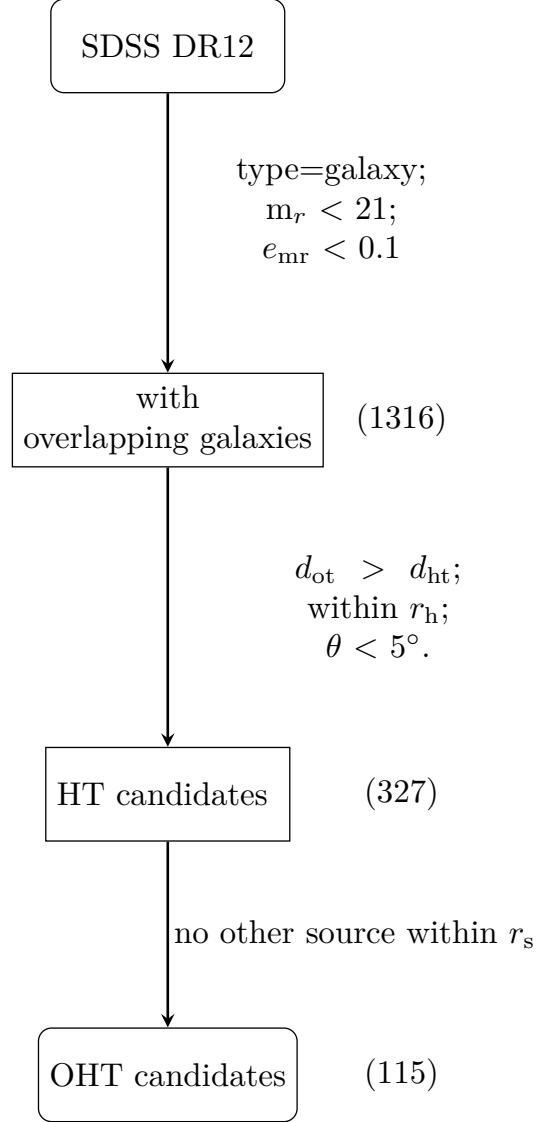 SDSS DR12
type=galaxy;
m_r < 21;
e_mr < 0.1
with
overlapping galaxies
(1316)
d_ot > d_ht;
within r_h;
θ < 5°.
HT candidates
(327)
no other source within r_s
OHT candidates
(115)